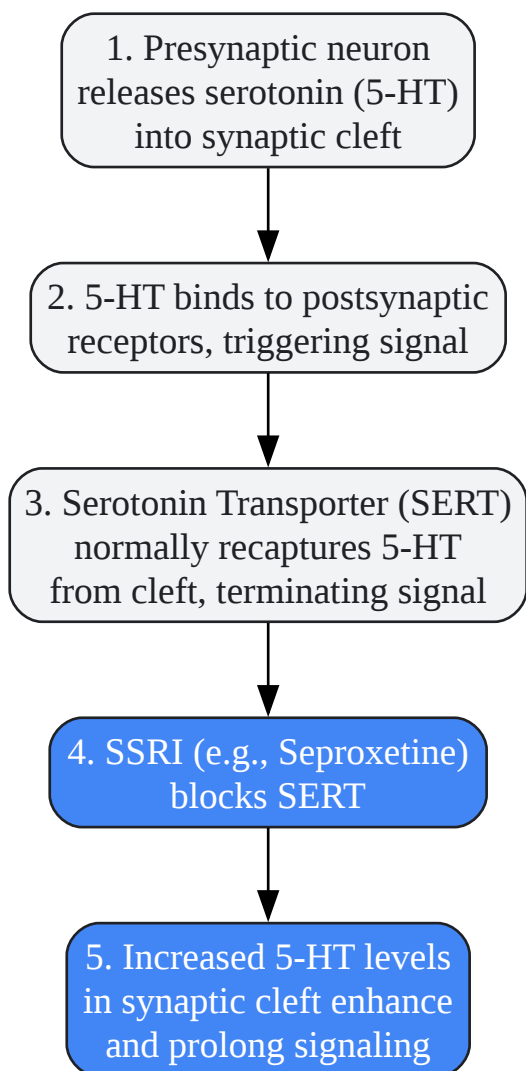 1. Presynaptic neuron
releases serotonin (5-HT)
into synaptic cleft
2. 5-HT binds to postsynaptic
receptors, triggering signal
3. Serotonin Transporter (SERT)
normally recaptures 5-HT
from cleft, terminating signal
4. SSRI (e.g., Seproxetine)
blocks SERT
5. Increased 5-HT levels
in synaptic cleft enhance
and prolong signaling